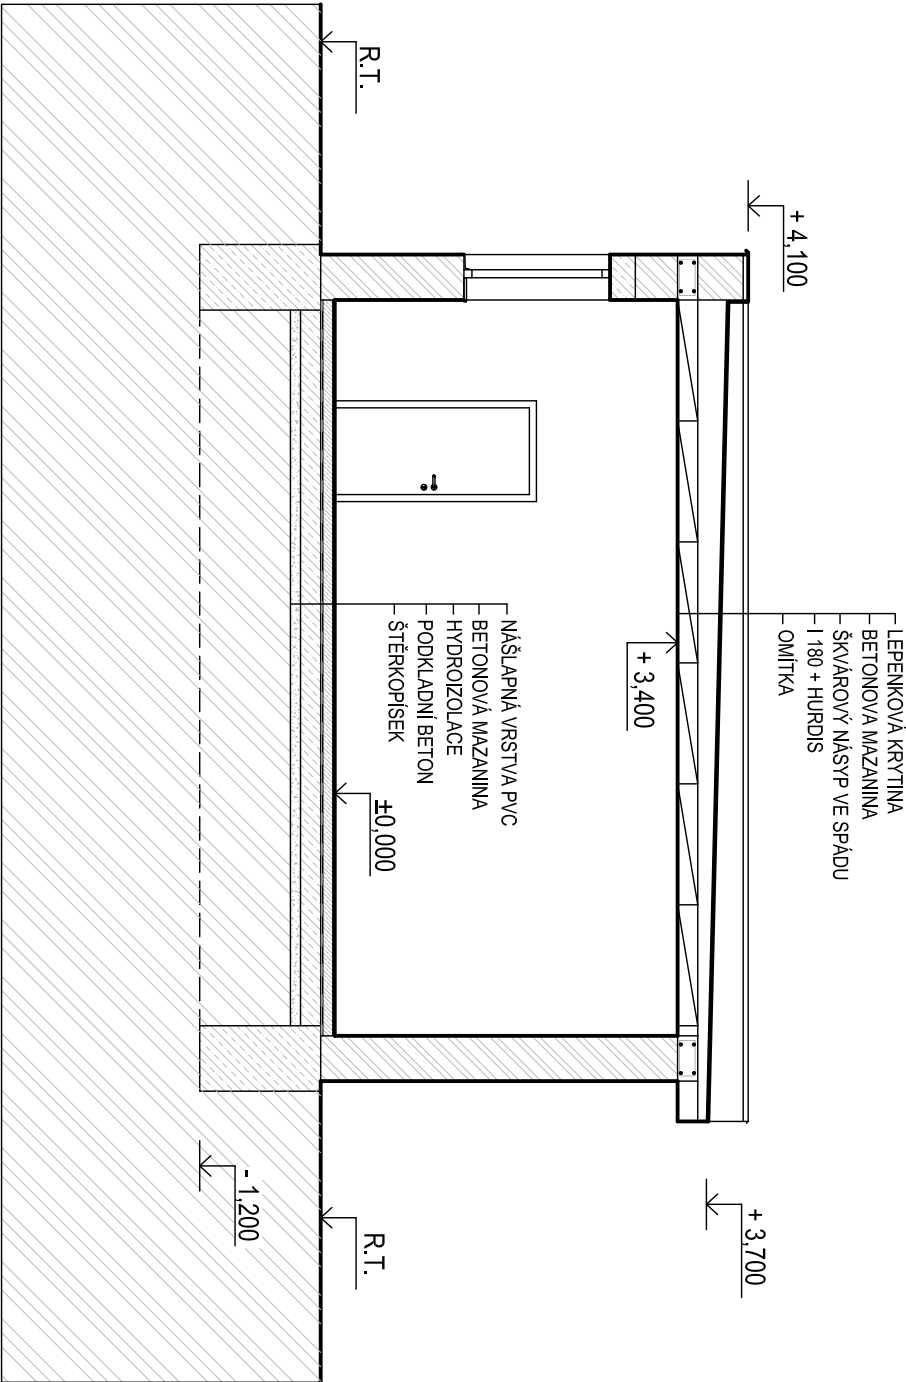 LEPENKOVÁ KRYTINA
BETONOVA MAZANINA
ŠKVÁROVÝ NÁSYP VE SPÁDU
I 180 + HURDIS
OMÍTKA
+ 4,100
+ 3,700
+ 3,400
NÁŠLAPNÁ VRSTVA PVC
BETONOVÁ MAZANINA
HYDROIZOLACE
PODKLADNÍ BETON
ŠTĚRKOPÍSEK
±0,000
R.T.
R.T.
- 1,200